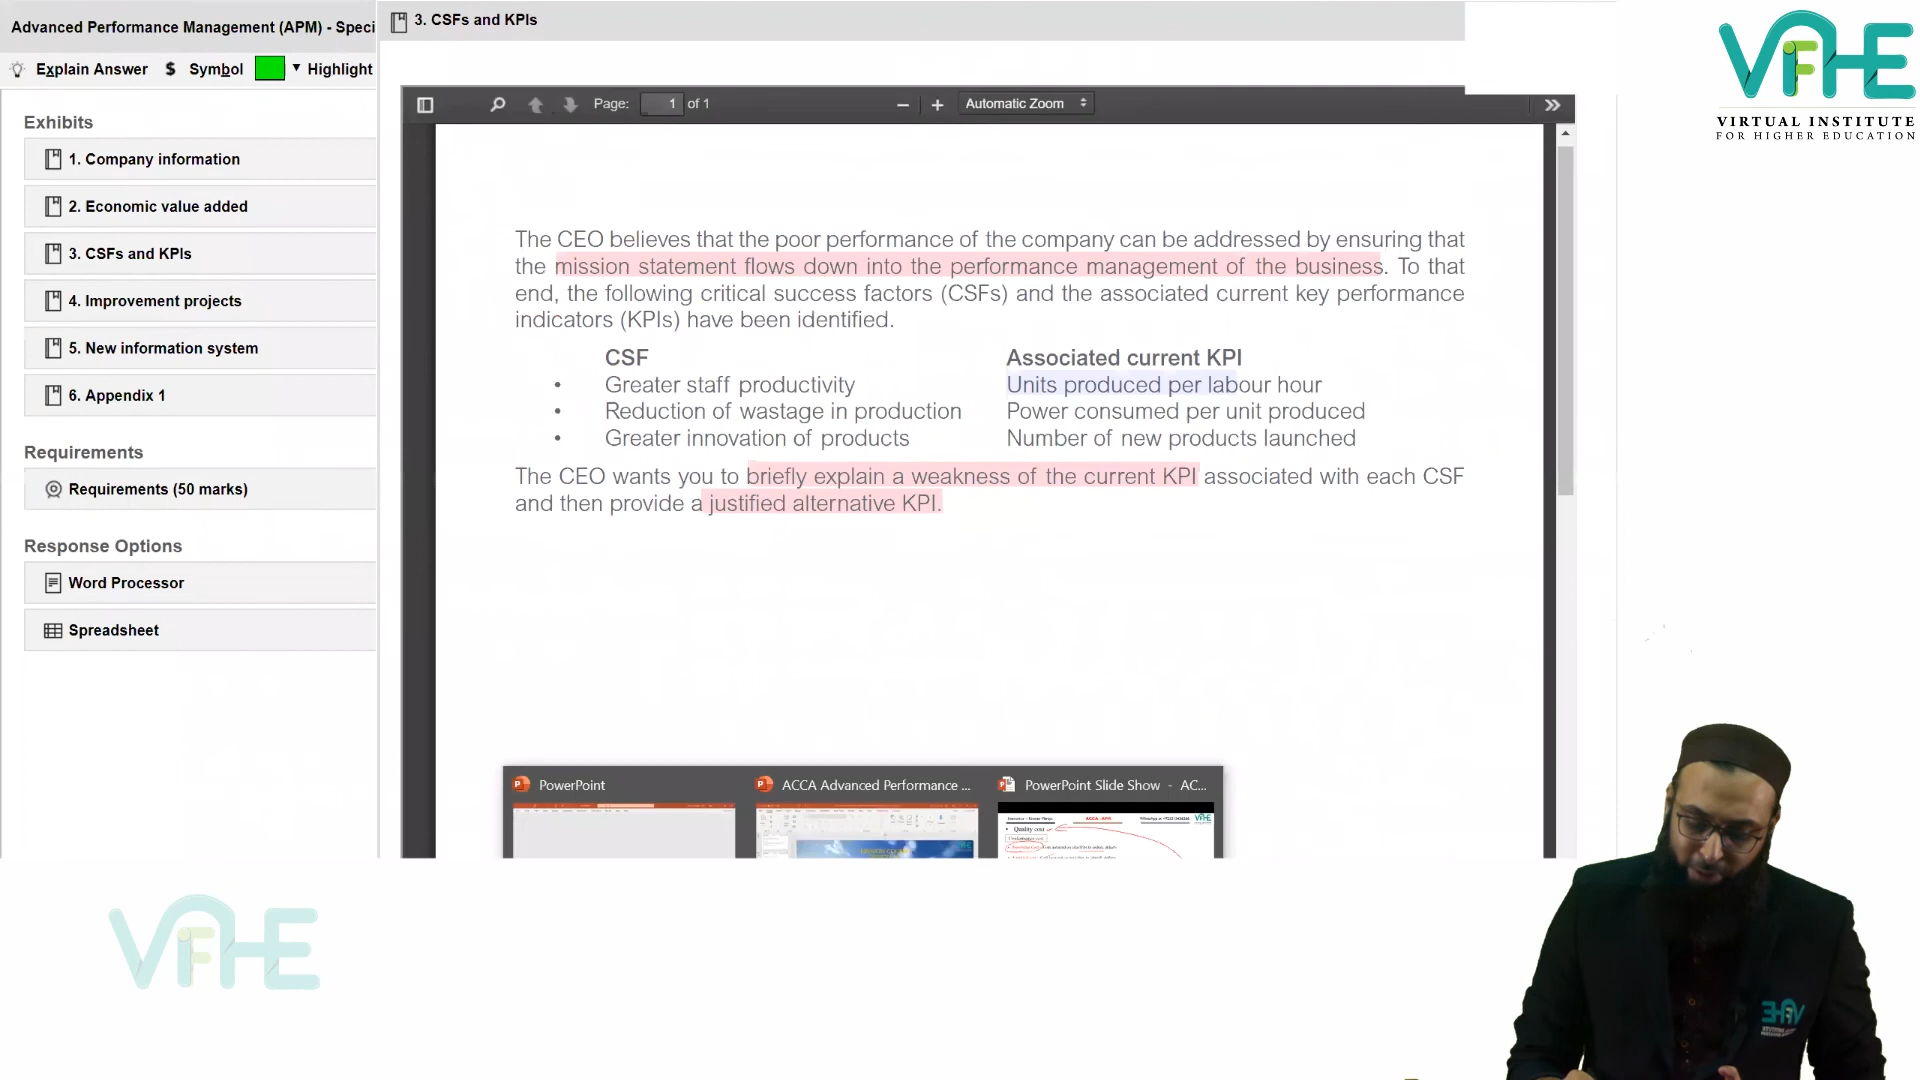 Advanced Performance Management (APM) - Speci
3. CSFs and KPIs
Explain Answer
$ Symbol
Highlight
Exhibits
1. Company information
2. Economic value added
3. CSFs and KPIs
4. Improvement projects
5. New information system
6. Appendix 1
Requirements
Requirements (50 marks)
Response Options
Word Processor
Spreadsheet
Page: 1 of 1
Automatic Zoom
The CEO believes that the poor performance of the company can be addressed by ensuring that
the mission statement flows down into the performance management of the business. To that
end, the following critical success factors (CSFs) and the associated current key performance
indicators (KPIs) have been identified.
CSF Associated current KPI
• Greater staff productivity Units produced per labour hour
• Reduction of wastage in production Power consumed per unit produced
• Greater innovation of products Number of new products launched
The CEO wants you to briefly explain a weakness of the current KPI associated with each CSF
and then provide a justified alternative KPI.
PowerPoint
ACCA Advanced Performance ...
PowerPoint Slide Show - AC...
Quality cost
VIFHE
VIRTUAL INSTITUTE
FOR HIGHER EDUCATION
VIFHE